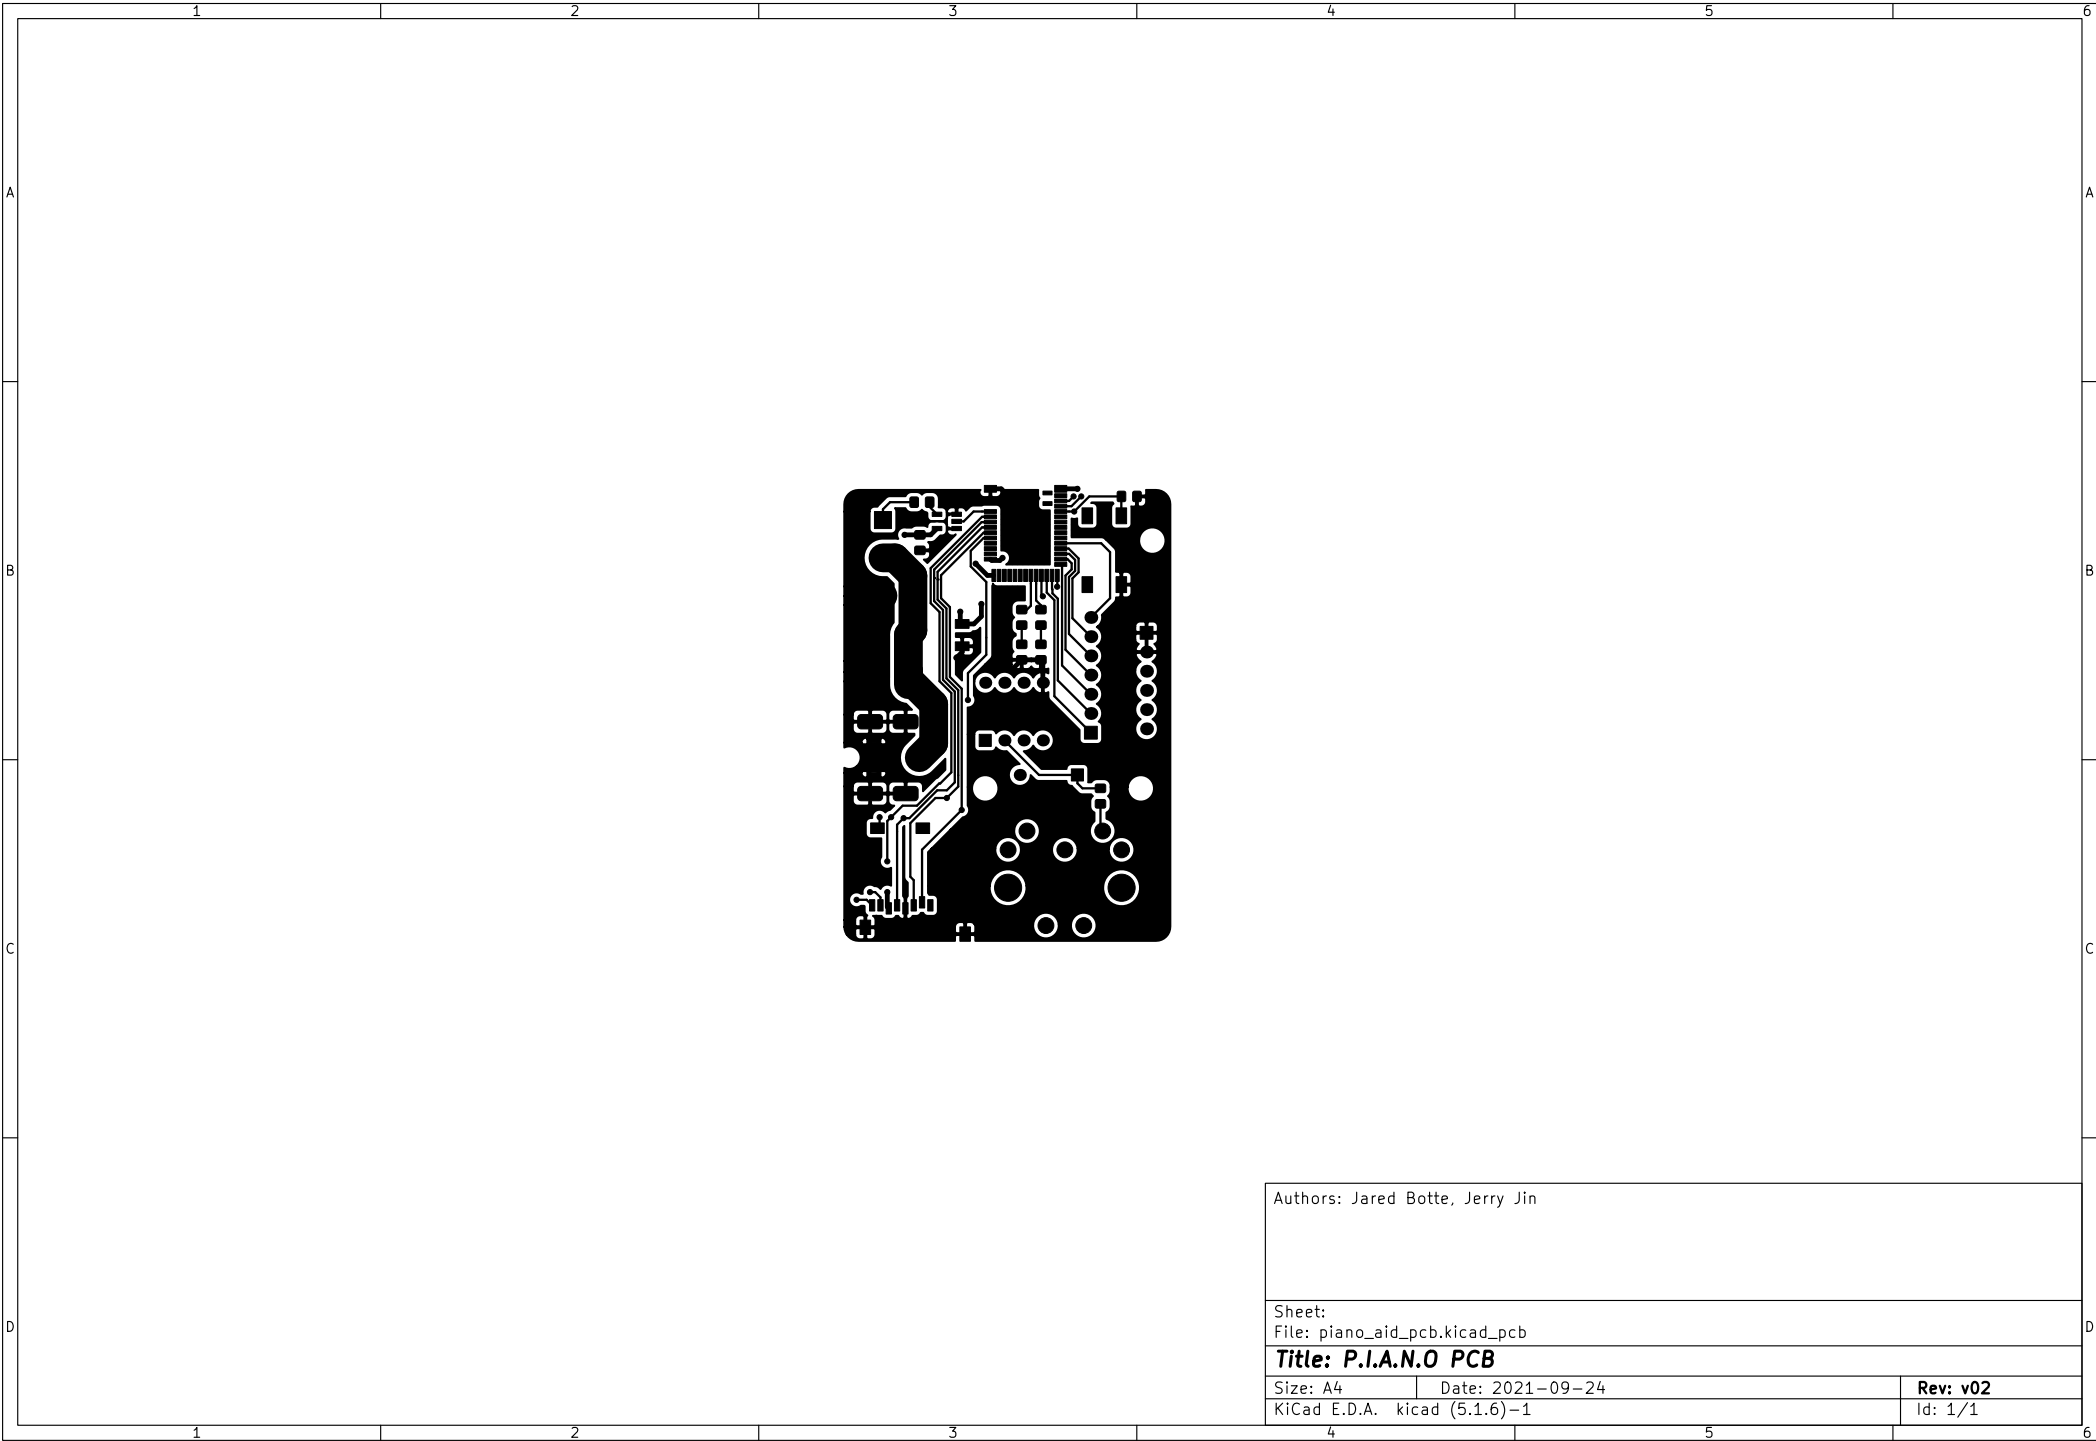 1 2 3 4 5 6
A A
B B
C C
D D
Authors: Jared Botte, Jerry Jin
Sheet:
File: piano_aid_pcb.kicad_pcb
Title: P.I.A.N.O PCB
Size: A4 Date: 2021-09-24 Rev: v02
KiCad E.D.A. kicad (5.1.6)-1 Id: 1/1
1 2 3 4 5 6